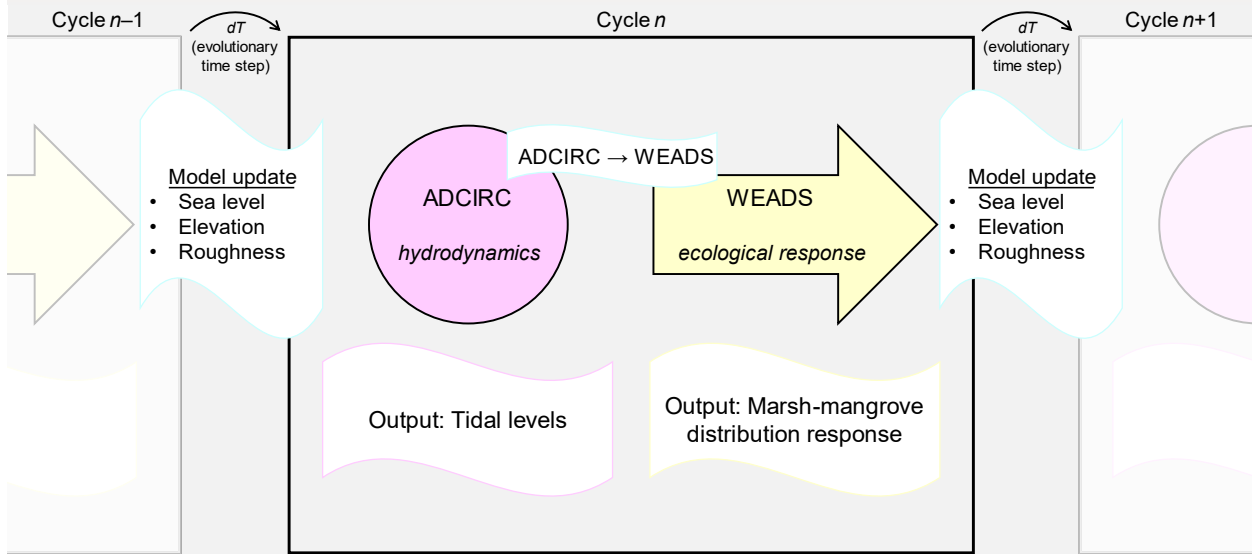 Cycle n–1
dT
(evolutionary
time step)
Cycle n
dT
(evolutionary
time step)
Cycle n+1
Model update
• Sea level
• Elevation
• Roughness
ADCIRC
hydrodynamics
ADCIRC → WEADS
WEADS
ecological response
Model update
• Sea level
• Elevation
• Roughness
Output: Tidal levels
Output: Marsh-mangrove
distribution response